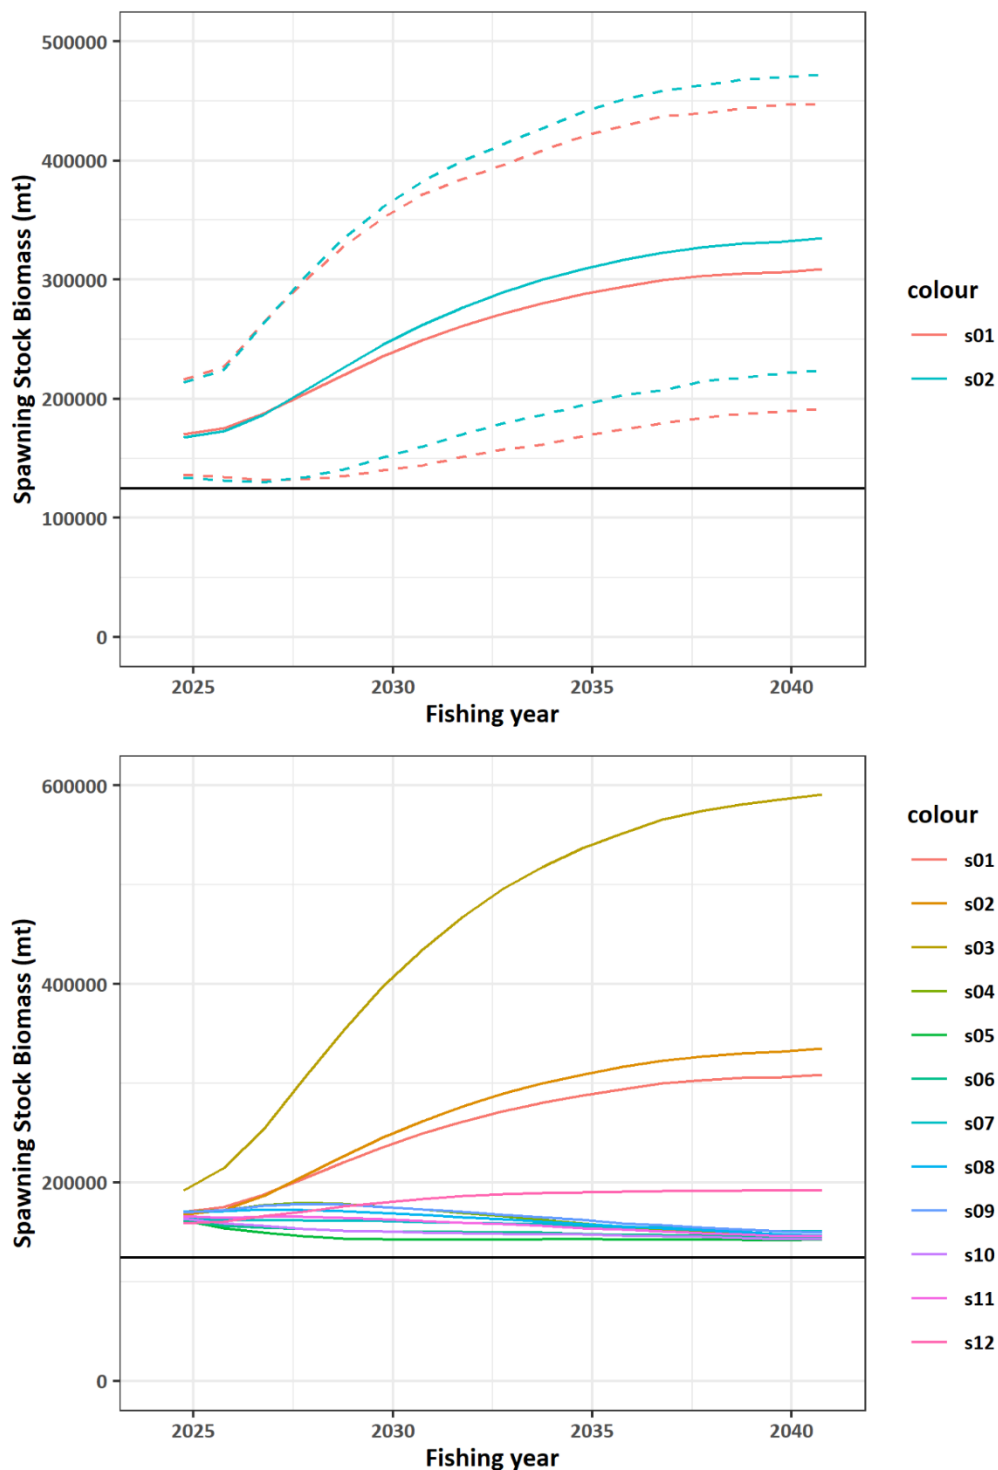 500000
400000
300000
200000
100000
0
Spawning Stock Biomass (mt)
2025 2030 2035 2040
Fishing year
colour
s01
s02
600000
400000
200000
0
Spawning Stock Biomass (mt)
2025 2030 2035 2040
Fishing year
colour
s01
s02
s03
s04
s05
s06
s07
s08
s09
s10
s11
s12